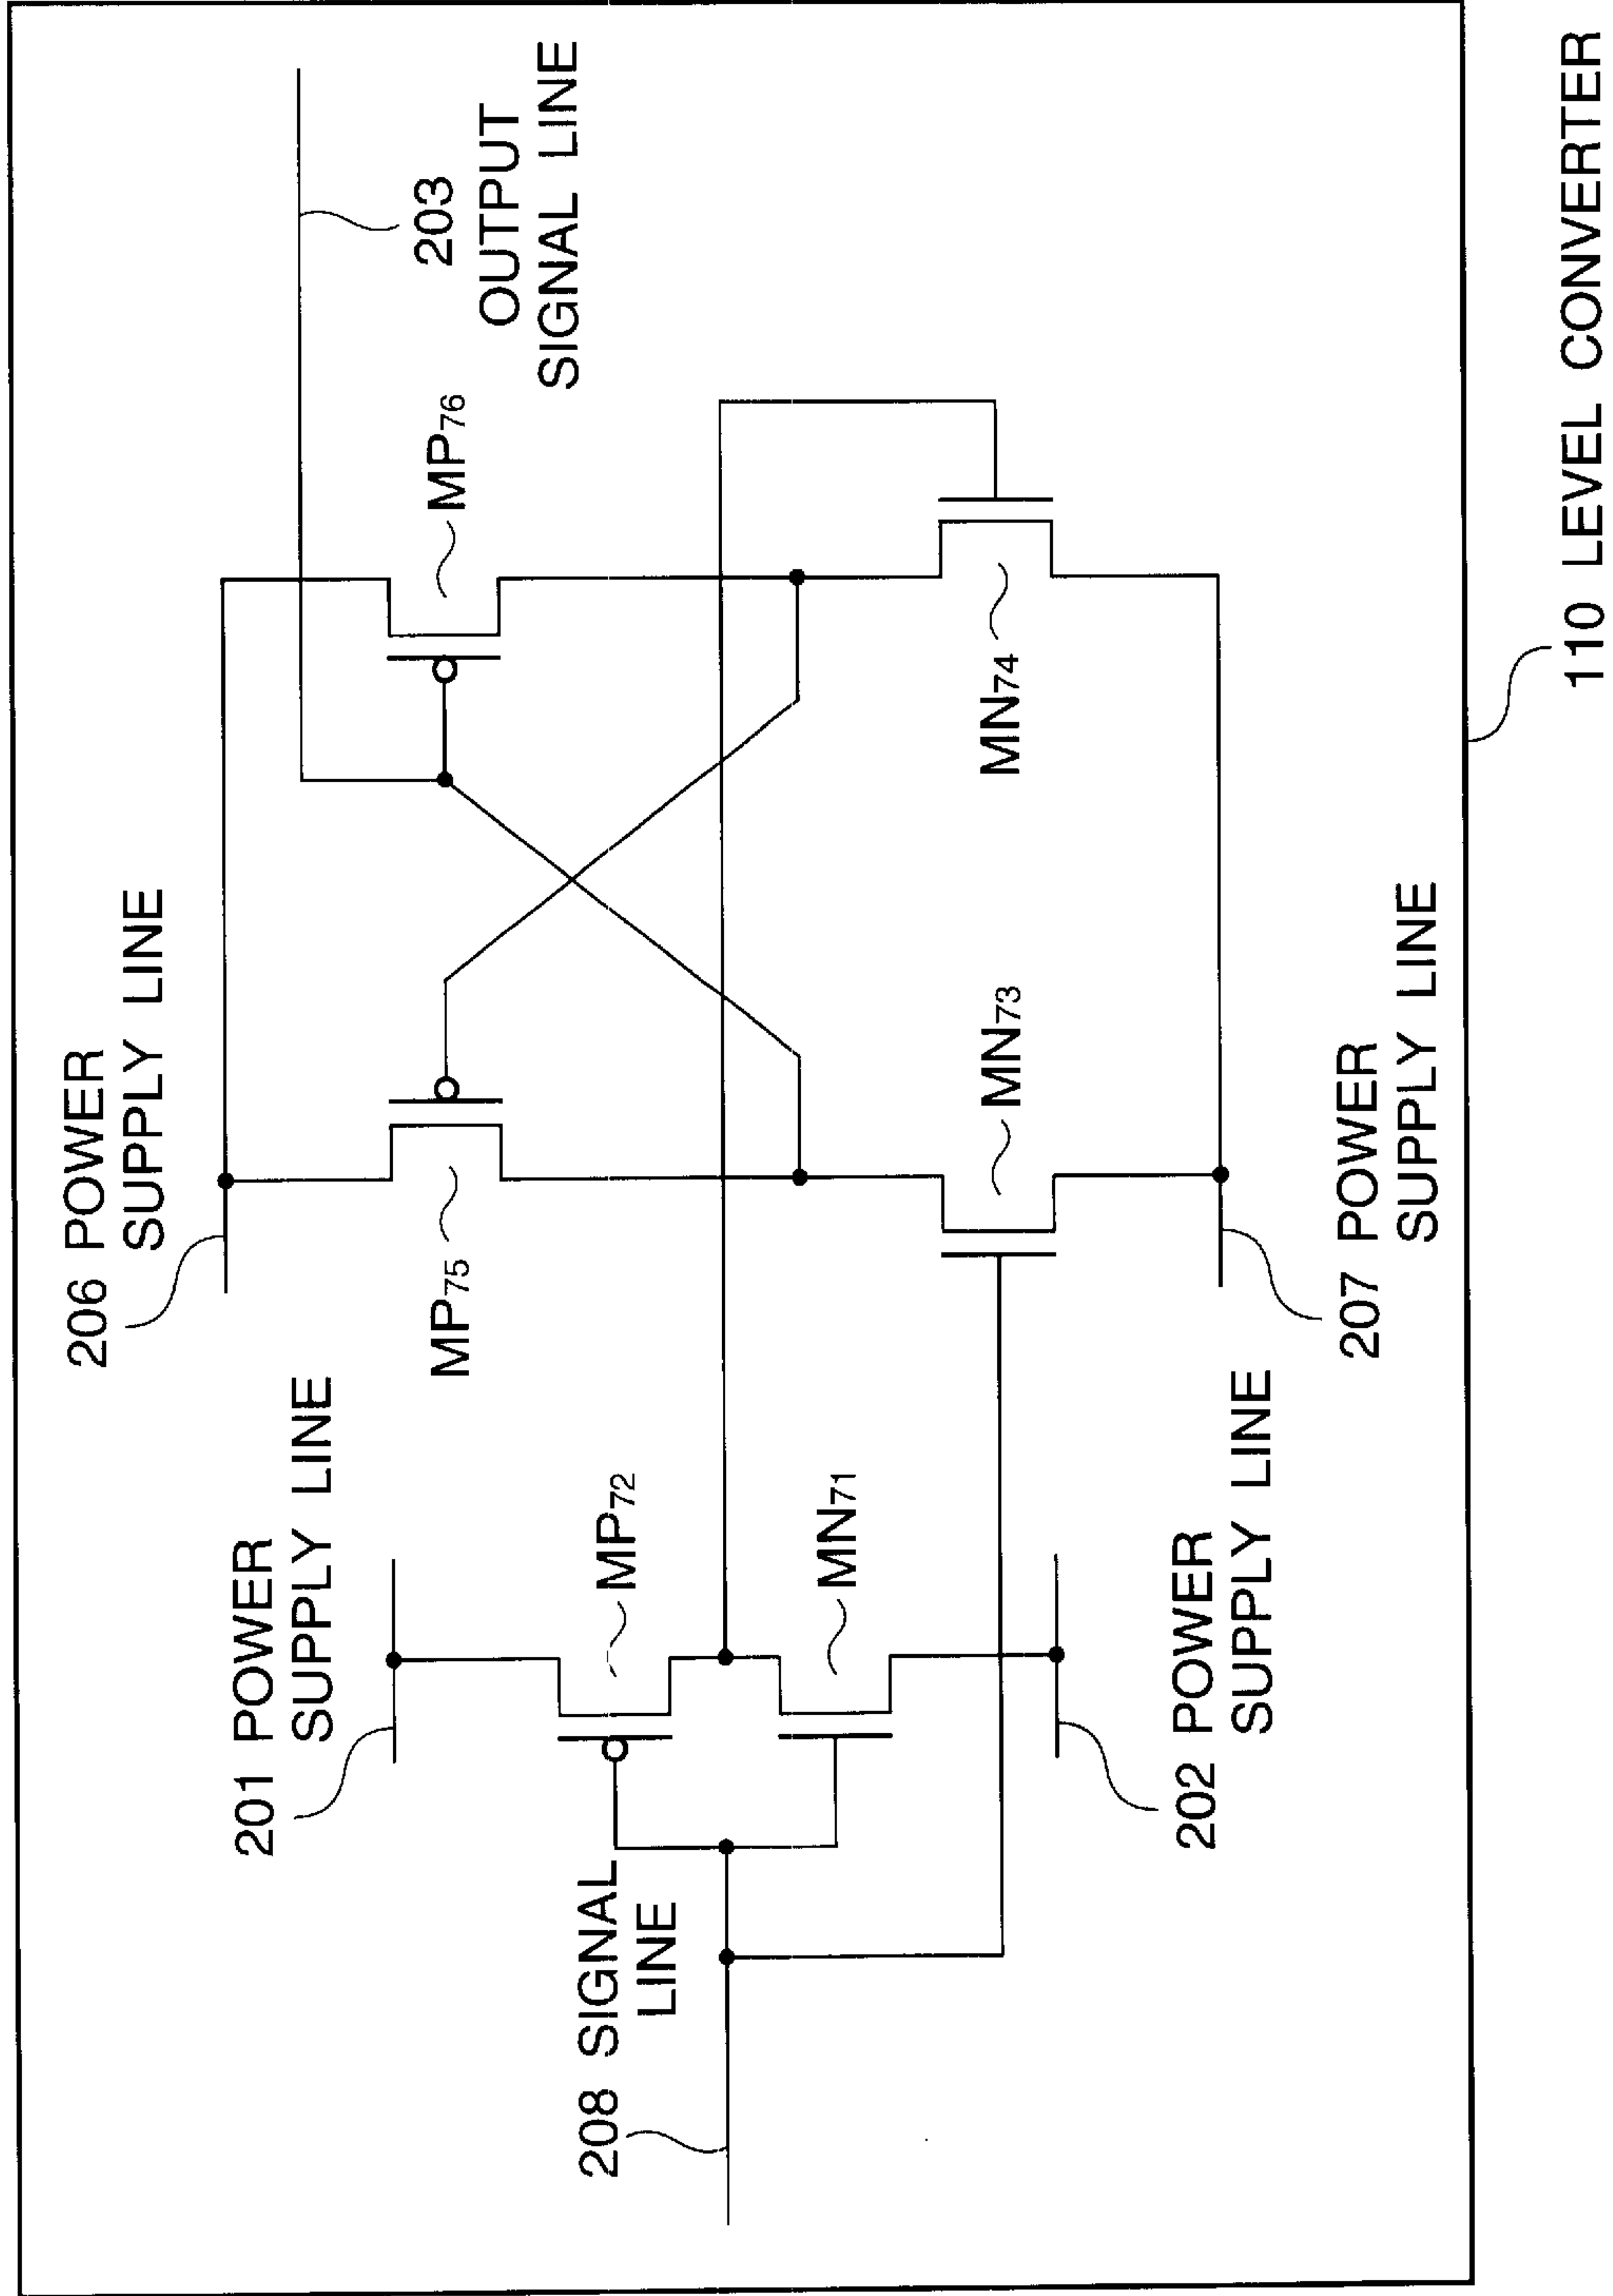 206 POWER
SUPPLY LINE
201 POWER
SUPPLY LINE
203
OUTPUT
SIGNAL LINE
MP75
MP76
208 SIGNAL
LINE
MP72
MN71
MN73
MN74
202 POWER
SUPPLY LINE
207 POWER
SUPPLY LINE
110 LEVEL CONVERTER